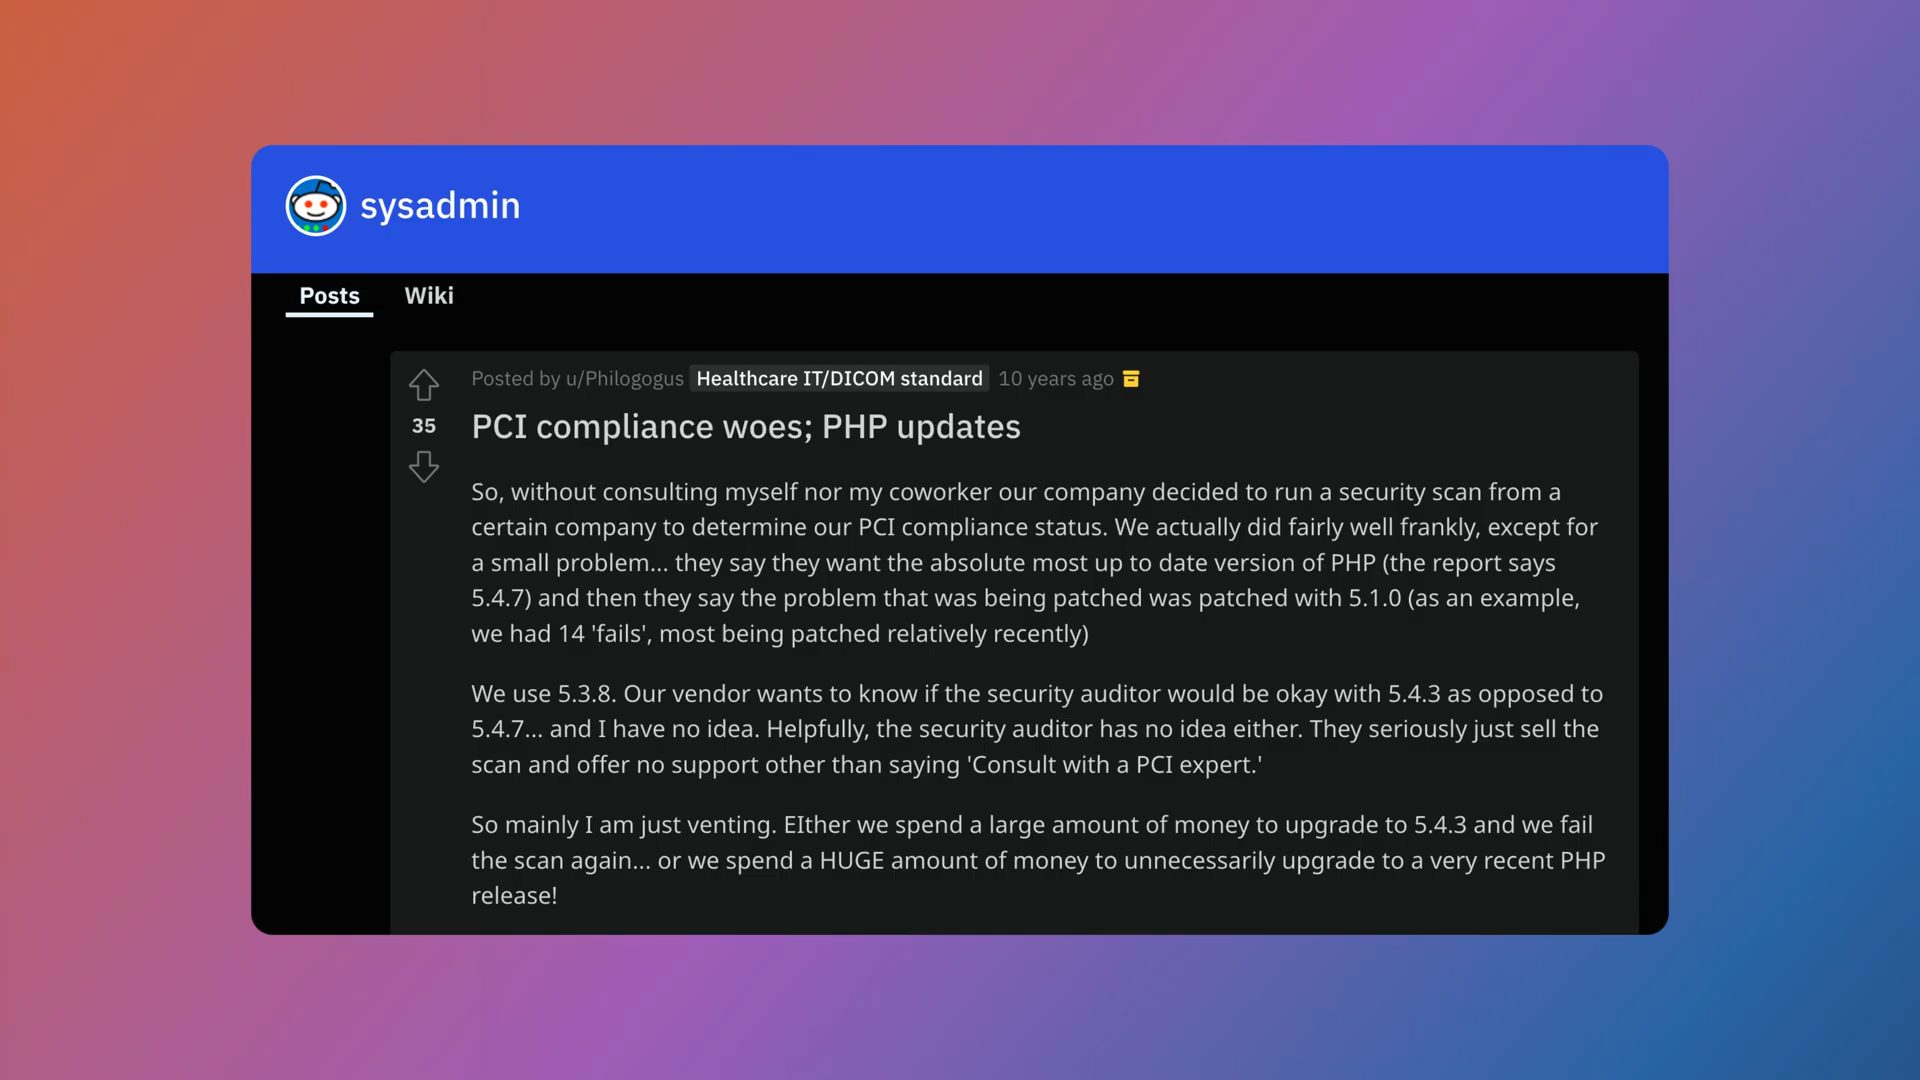 sysadmin
Posts Wiki
Posted by u/Philogogus Healthcare IT/DICOM standard 10 years ago
35
PCI compliance woes; PHP updates
So, without consulting myself nor my coworker our company decided to run a security scan from a
certain company to determine our PCI compliance status. We actually did fairly well frankly, except for
a small problem... they say they want the absolute most up to date version of PHP (the report says
5.4.7) and then they say the problem that was being patched was patched with 5.1.0 (as an example,
we had 14 'fails', most being patched relatively recently)
We use 5.3.8. Our vendor wants to know if the security auditor would be okay with 5.4.3 as opposed to
5.4.7... and I have no idea. Helpfully, the security auditor has no idea either. They seriously just sell the
scan and offer no support other than saying 'Consult with a PCI expert.'
So mainly I am just venting. EIther we spend a large amount of money to upgrade to 5.4.3 and we fail
the scan again... or we spend a HUGE amount of money to unnecessarily upgrade to a very recent PHP
release!